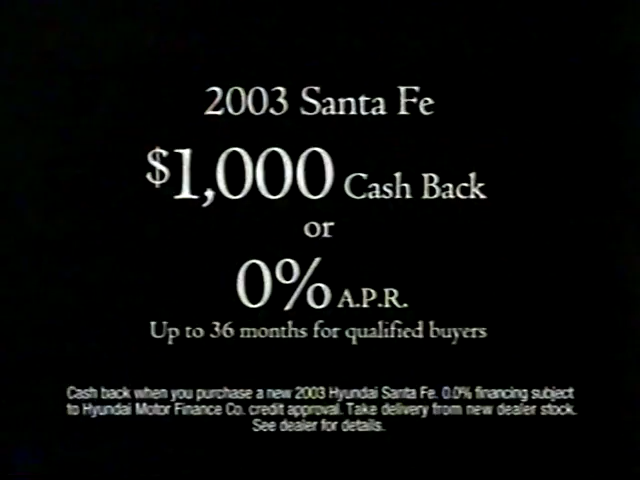 2003 Santa Fe
$1,000 Cash Back
or
0% A.P.R.
Up to 36 months for qualified buyers
Cash back when you purchase a new 2003 Hyundai Santa Fe. 0.0% financing subject
to Hyundai Motor Finance Co. credit approval. Take delivery from new dealer stock.
See dealer for details.